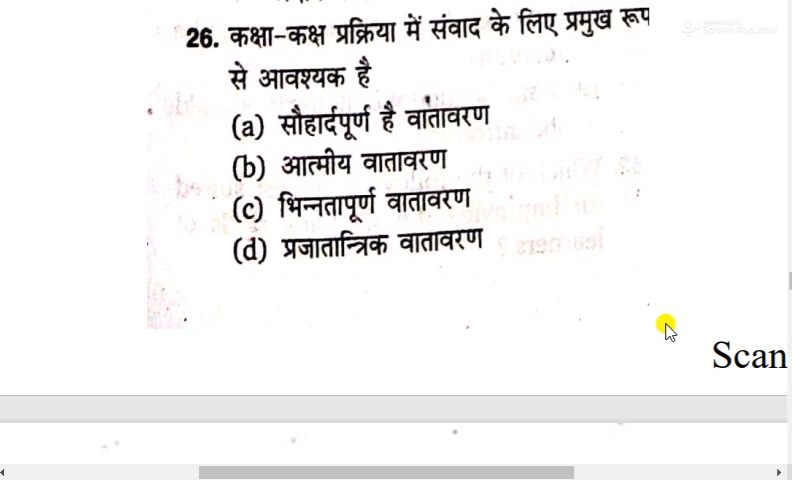 26. कक्षा-कक्ष प्रक्रिया में संवाद के लिए प्रमुख रूप
से आवश्यक है
(a) सौहार्दपूर्ण है वातावरण
(b) आत्मीय वातावरण
(c) भिन्नतापूर्ण वातावरण
(d) प्रजातान्त्रिक वातावरण
Scan